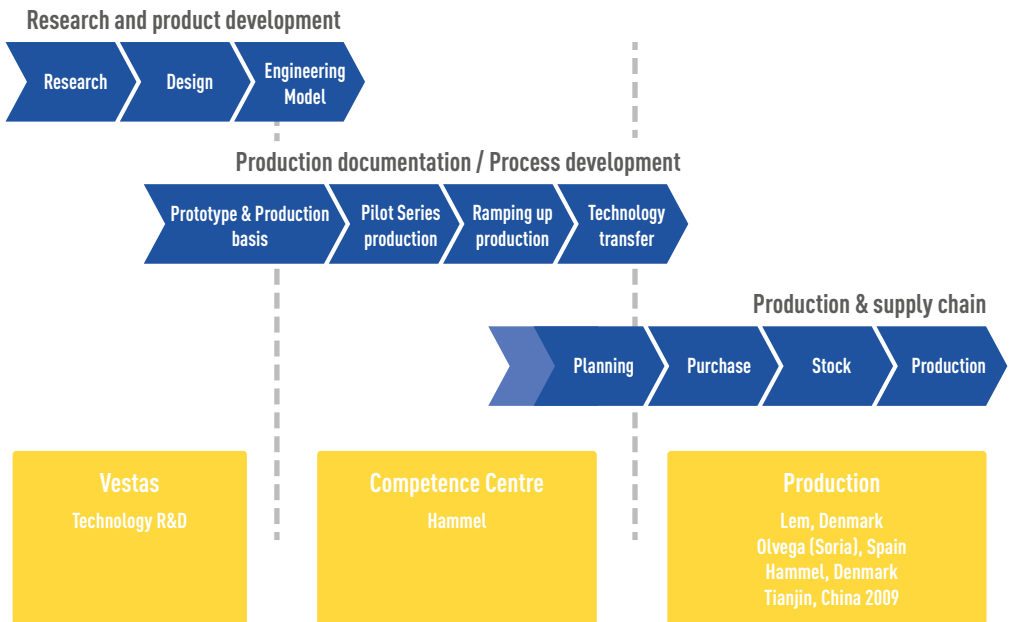 Research and product development
Research
Design
Engineering
Model
Production documentation / Process development
Prototype & Production
basis
Pilot Series
production
Ramping up
production
Technology
transfer
Production & supply chain
Planning
Purchase
Stock
Production
Vestas
Technology R&D
Competence Centre
Hammel
Production
Lem, Denmark
Olvega (Soria), Spain
Hammel, Denmark
Tianjin, China 2009